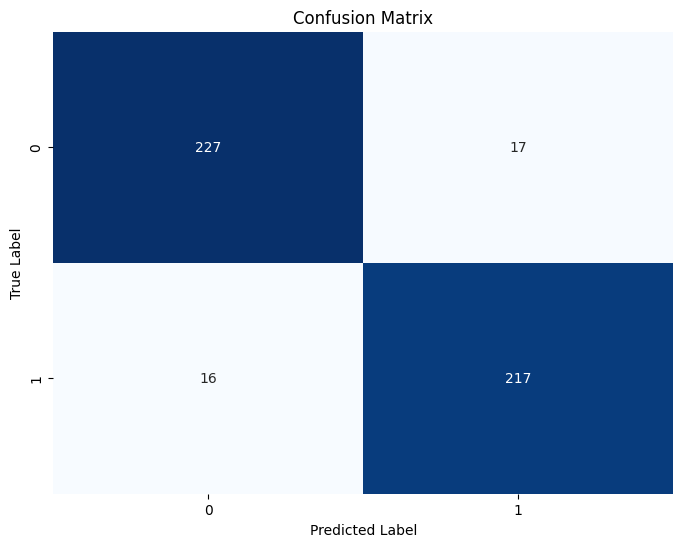 Confusion Matrix
True Label
0
227
17
1
16
217
0
1
Predicted Label